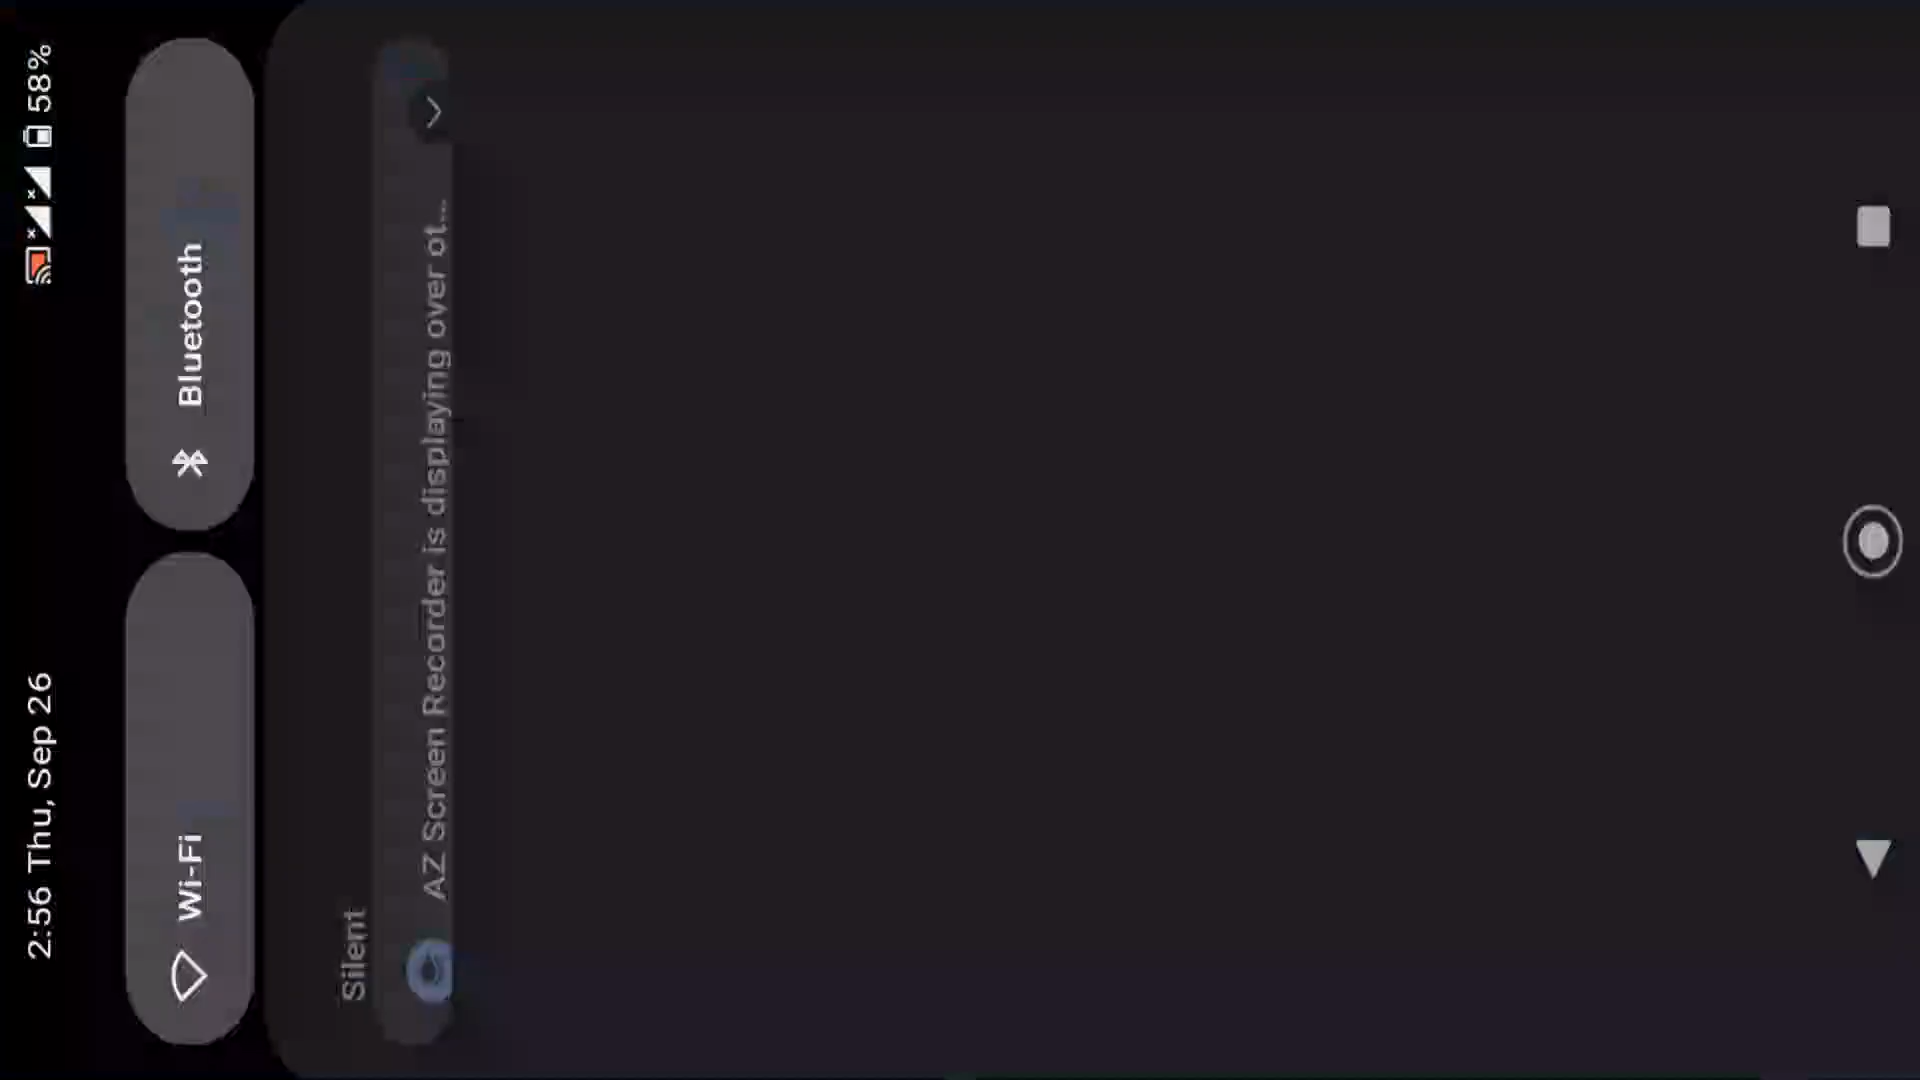 2:56 Thu, Sep 26 58%
Wi-Fi Bluetooth
Silent
AZ Screen Recorder is displaying over ot...